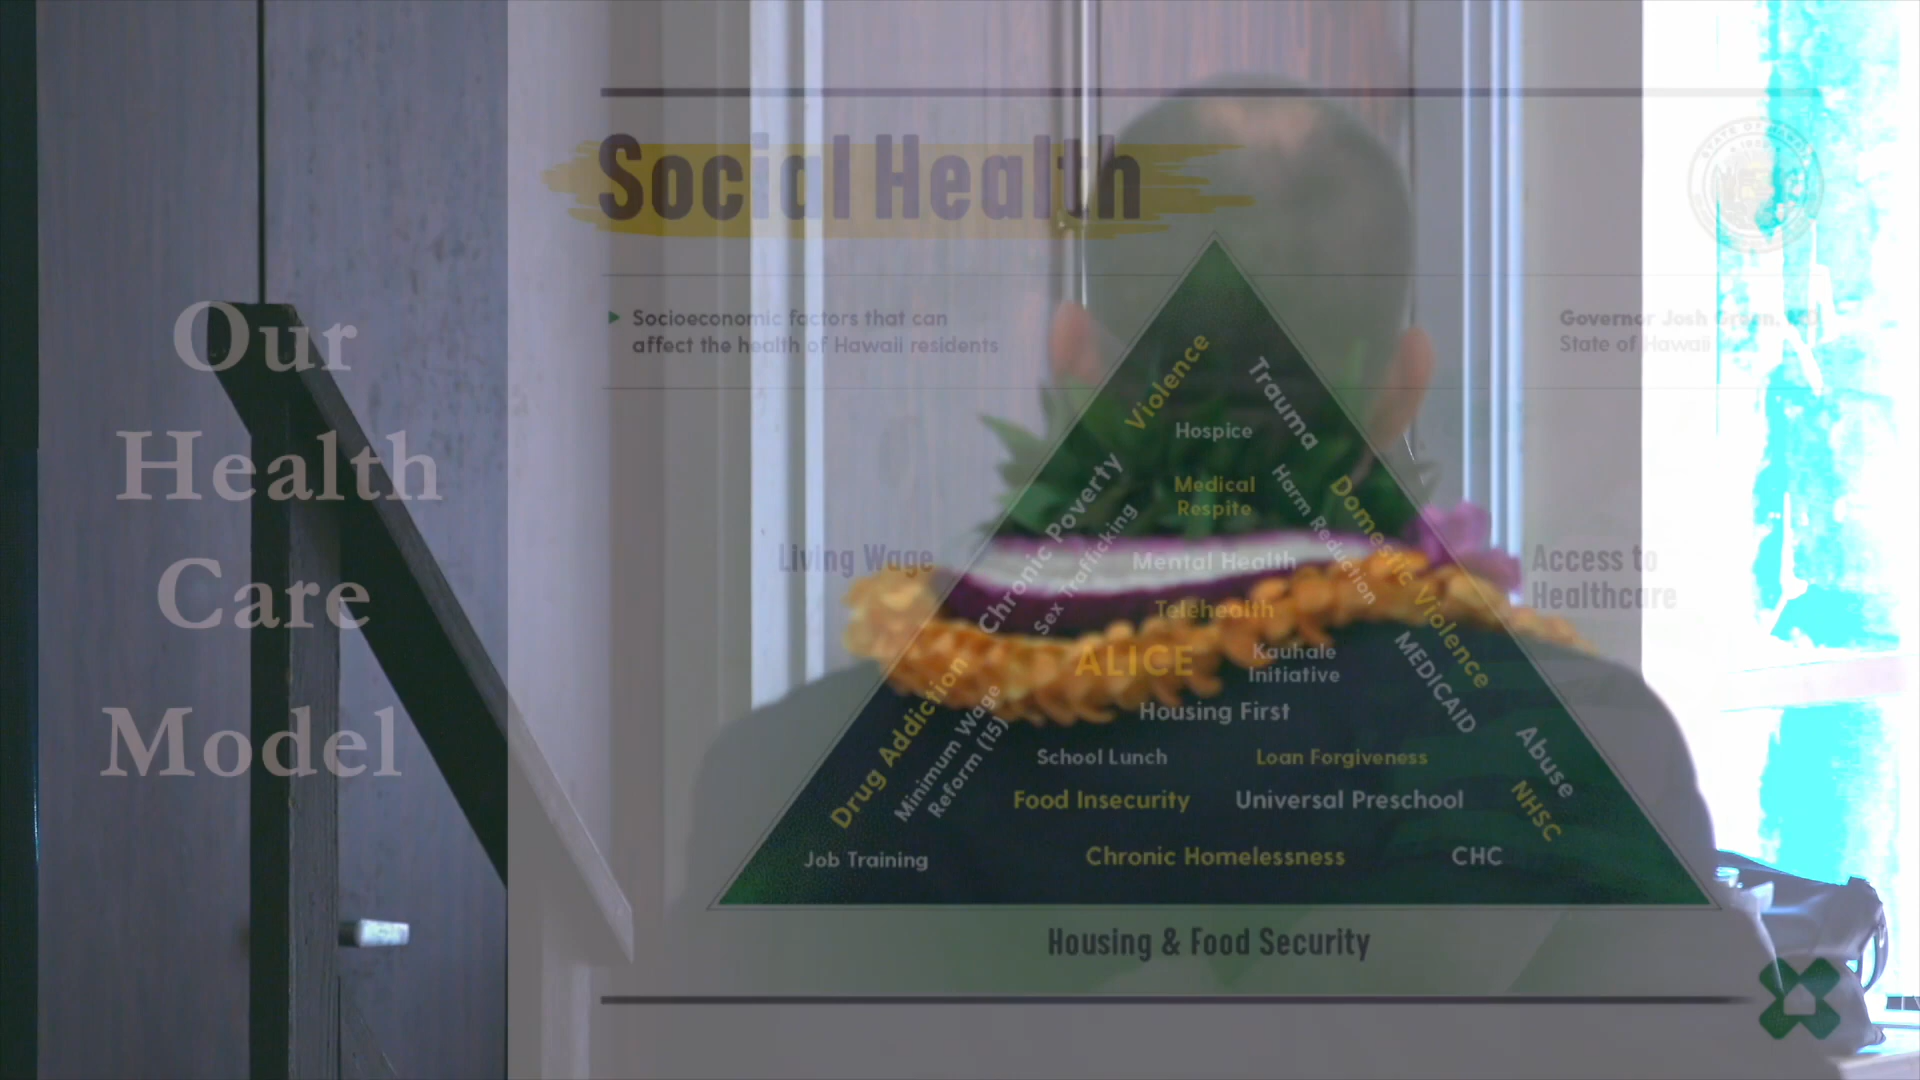 Our
Health
Care
Model
Social Health
Socioeconomic factors that can
affect the health of Hawaii residents
Governor Josh Green, MD
State of Hawaii
Violence
Trauma
Hospice
Medical
Respite
Chronic Poverty
Sex Trafficking
Harm Reduction
Domestic Violence
Mental Health
Telehealth
Living Wage
Access to
Healthcare
ALICE
Kauhale
Initiative
Housing First
MEDICAID
Abuse
Drug Addiction
Minimum Wage
Reform (15)
School Lunch
Loan Forgiveness
Food Insecurity
Universal Preschool
NHSC
Job Training
Chronic Homelessness
CHC
Housing & Food Security